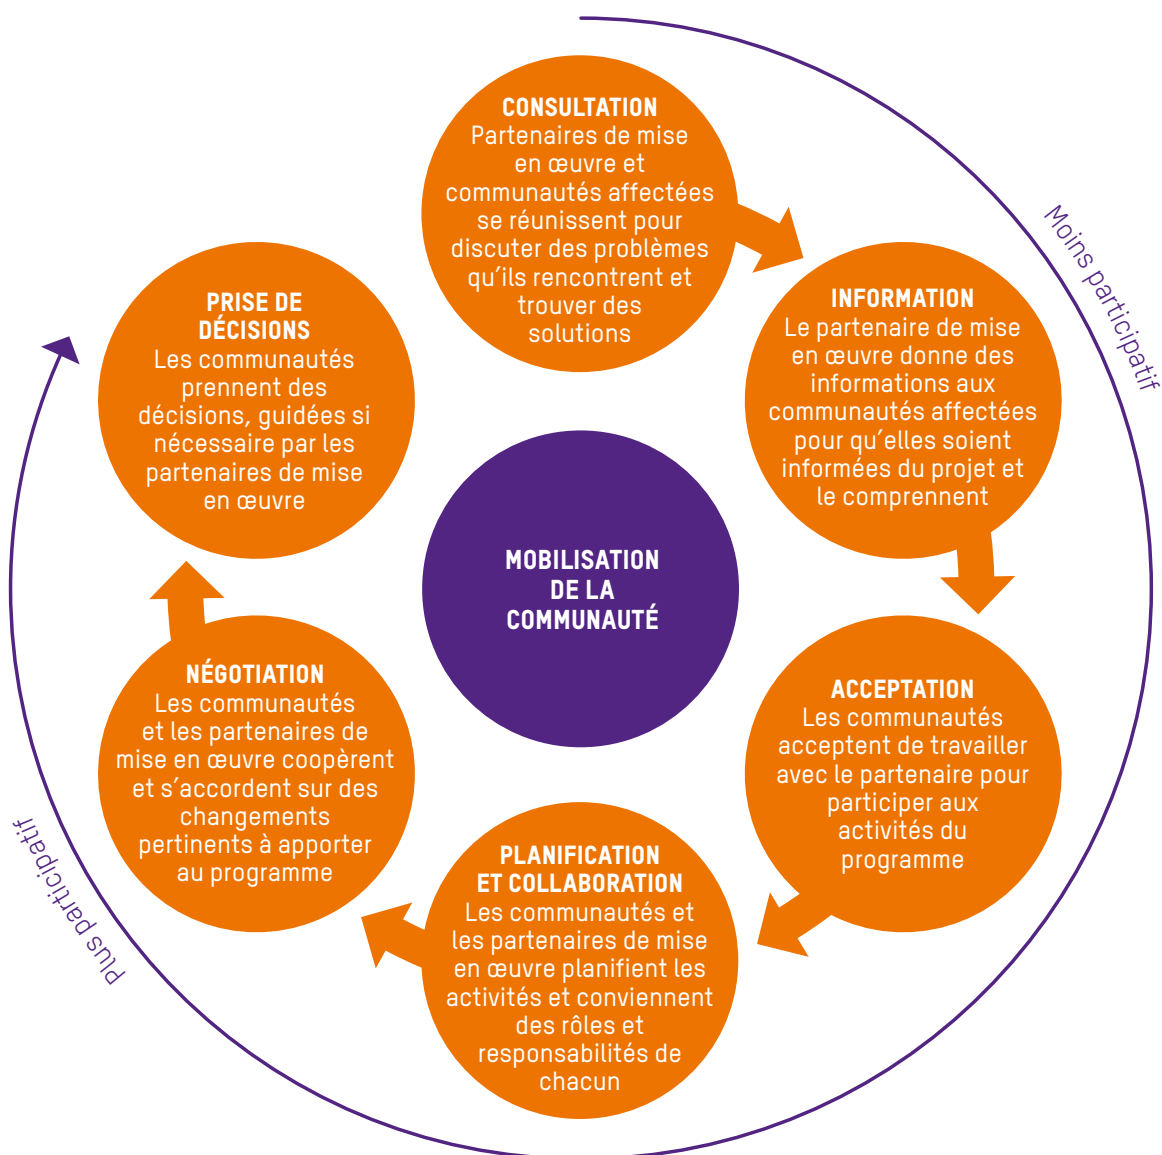 CONSULTATION
Partenaires de mise
en œuvre et
communautés affectées
se réunissent pour
discuter des problèmes
qu’ils rencontrent et
trouver des
solutions
Moins participatif
INFORMATION
Le partenaire de mise
en œuvre donne des
informations aux
communautés affectées
pour qu’elles soient
informées du projet et
le comprennent
ACCEPTATION
Les communautés
acceptent de travailler
avec le partenaire pour
participer aux
activités du
programme
PLANIFICATION
ET COLLABORATION
Les communautés et
les partenaires de mise
en œuvre planifient les
activités et conviennent
des rôles et
responsabilités de
chacun
NÉGOTIATION
Les communautés
et les partenaires de
mise en œuvre coopèrent
et s’accordent sur des
changements
pertinents à apporter
au programme
Plus participatif
PRISE DE
DÉCISIONS
Les communautés
prennent des
décisions, guidées si
nécessaire par les
partenaires de mise
en œuvre
MOBILISATION
DE LA
COMMUNAUTÉ